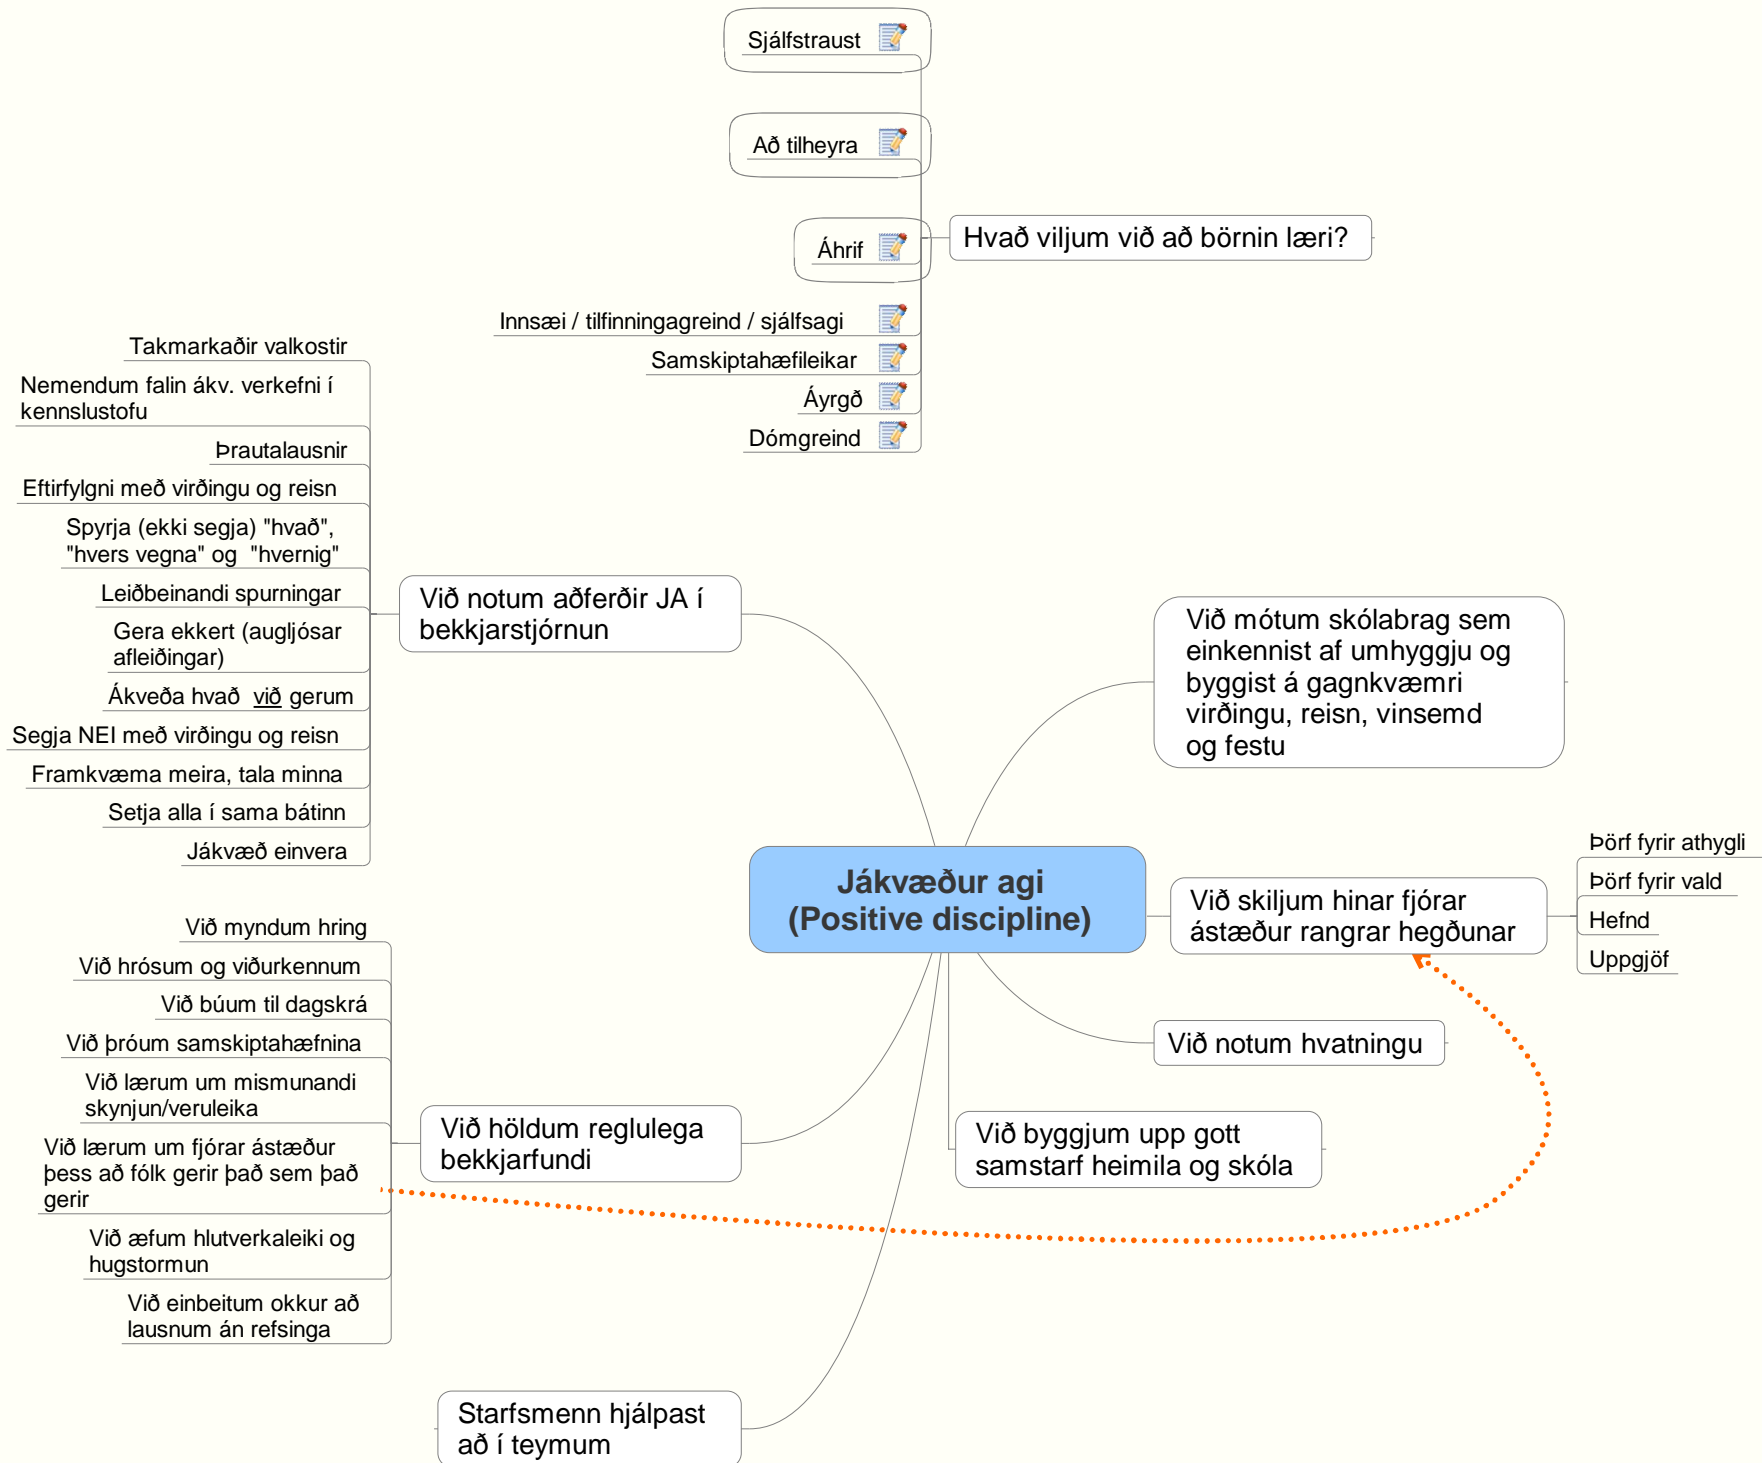 Sjálfstraust
Að tilheyra
Áhrif
Innsæi / tilfinningagreind / sjálfsagi
Samskiptahæfileikar
Áyrgð
Dómgreind
Hvað viljum við að börnin læri?
Takmarkaðir valkostir
Nemendum falin ákv. verkefni í
kennslustofu
Þrautalausnir
Eftirfylgni með virðingu og reisn
Spyrja (ekki segja) "hvað",
"hvers vegna" og "hvernig"
Leiðbeinandi spurningar
Gera ekkert (augljósar
afleiðingar)
Ákveða hvað við gerum
Segja NEI með virðingu og reisn
Framkvæma meira, tala minna
Setja alla í sama bátinn
Jákvæð einvera
Við notum aðferðir JA í
bekkjarstjórnun
Við mótum skólabrag sem
einkennist af umhyggju og
byggist á gagnkvæmri
virðingu, reisn, vinsemd
og festu
Jákvæður agi
(Positive discipline)
Við skiljum hinar fjórar
ástæður rangrar hegðunar
Þörf fyrir athygli
Þörf fyrir vald
Hefnd
Uppgjöf
Við notum hvatningu
Við byggjum upp gott
samstarf heimila og skóla
Við myndum hring
Við hrósum og viðurkennum
Við búum til dagskrá
Við þróum samskiptahæfnina
Við lærum um mismunandi
skynjun/veruleika
Við lærum um fjórar ástæður
þess að fólk gerir það sem það
gerir
Við æfum hlutverkaleiki og
hugstormun
Við einbeitum okkur að
lausnum án refsinga
Við höldum reglulega
bekkjarfundi
Starfsmenn hjálpast
að í teymum